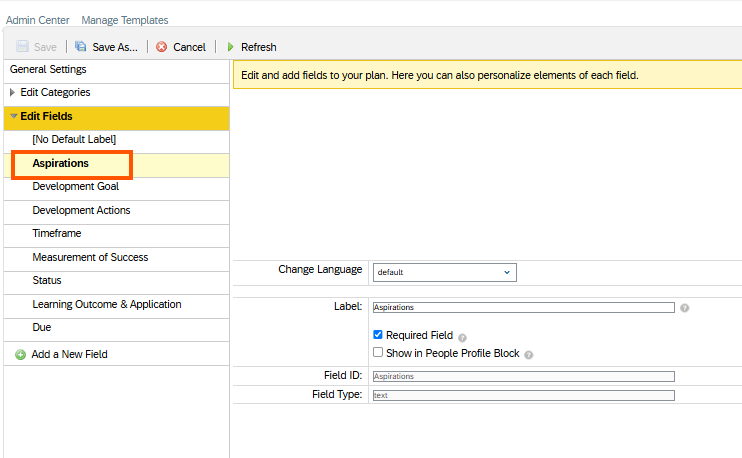 Admin Center Manage Templates
Save Save As... Cancel Refresh
General Settings
Edit Categories
Edit Fields
[No Default Label]
Aspirations
Development Goal
Development Actions
Timeframe
Measurement of Success
Status
Learning Outcome & Application
Due
Add a New Field
Edit and add fields to your plan. Here you can also personalize elements of each field.
Change Language default
Label: Aspirations
Required Field
Show in People Profile Block
Field ID: Aspirations
Field Type: text